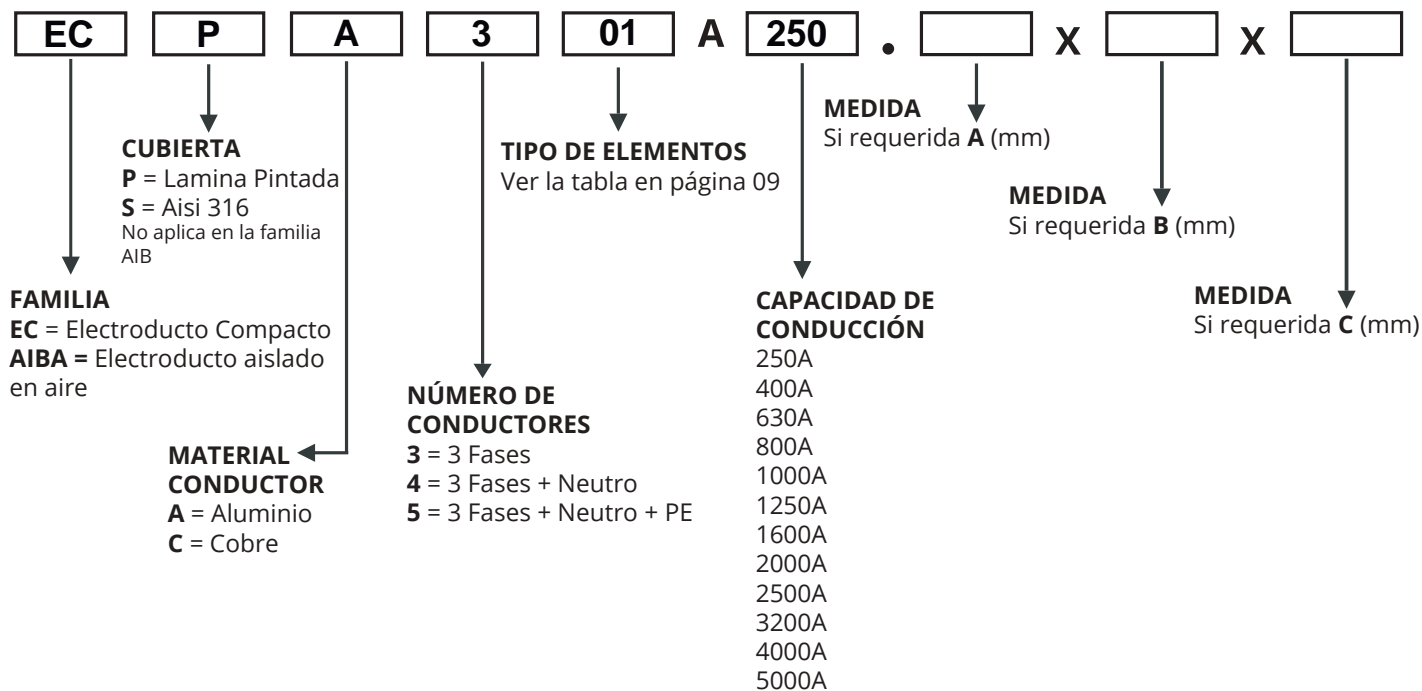 EC P A 3 01 A 250 . X X
CUBIERTA
P = Lamina Pintada
S = Aisi 316
No aplica en la familia
AIB
FAMILIA
EC = Electroducto Compacto
AIBA = Electroducto aislado
en aire
MATERIAL
CONDUCTOR
A = Aluminio
C = Cobre
NÚMERO DE
CONDUCTORES
3 = 3 Fases
4 = 3 Fases + Neutro
5 = 3 Fases + Neutro + PE
TIPO DE ELEMENTOS
Ver la tabla en página 09
CAPACIDAD DE
CONDUCCIÓN
250A
400A
630A
800A
1000A
1250A
1600A
2000A
2500A
3200A
4000A
5000A
MEDIDA
Si requerida A (mm)
MEDIDA
Si requerida B (mm)
MEDIDA
Si requerida C (mm)